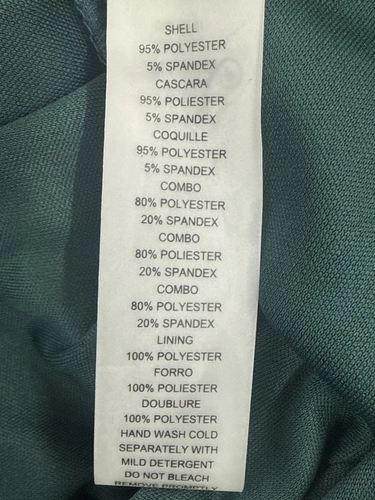 SHELL
95% POLYESTER
5% SPANDEX
CASCARA
95% POLIESTER
5% SPANDEX
COQUILLE
95% POLYESTER
5% SPANDEX
COMBO
80% POLYESTER
20% SPANDEX
COMBO
80% POLIESTER
20% SPANDEX
COMBO
80% POLYESTER
20% SPANDEX
LINING
100% POLYESTER
FORRO
100% POLIESTER
DOUBLURE
100% POLYESTER
HAND WASH COLD
SEPARATELY WITH
MILD DETERGENT
DO NOT BLEACH
REMOVE PROMPTLY